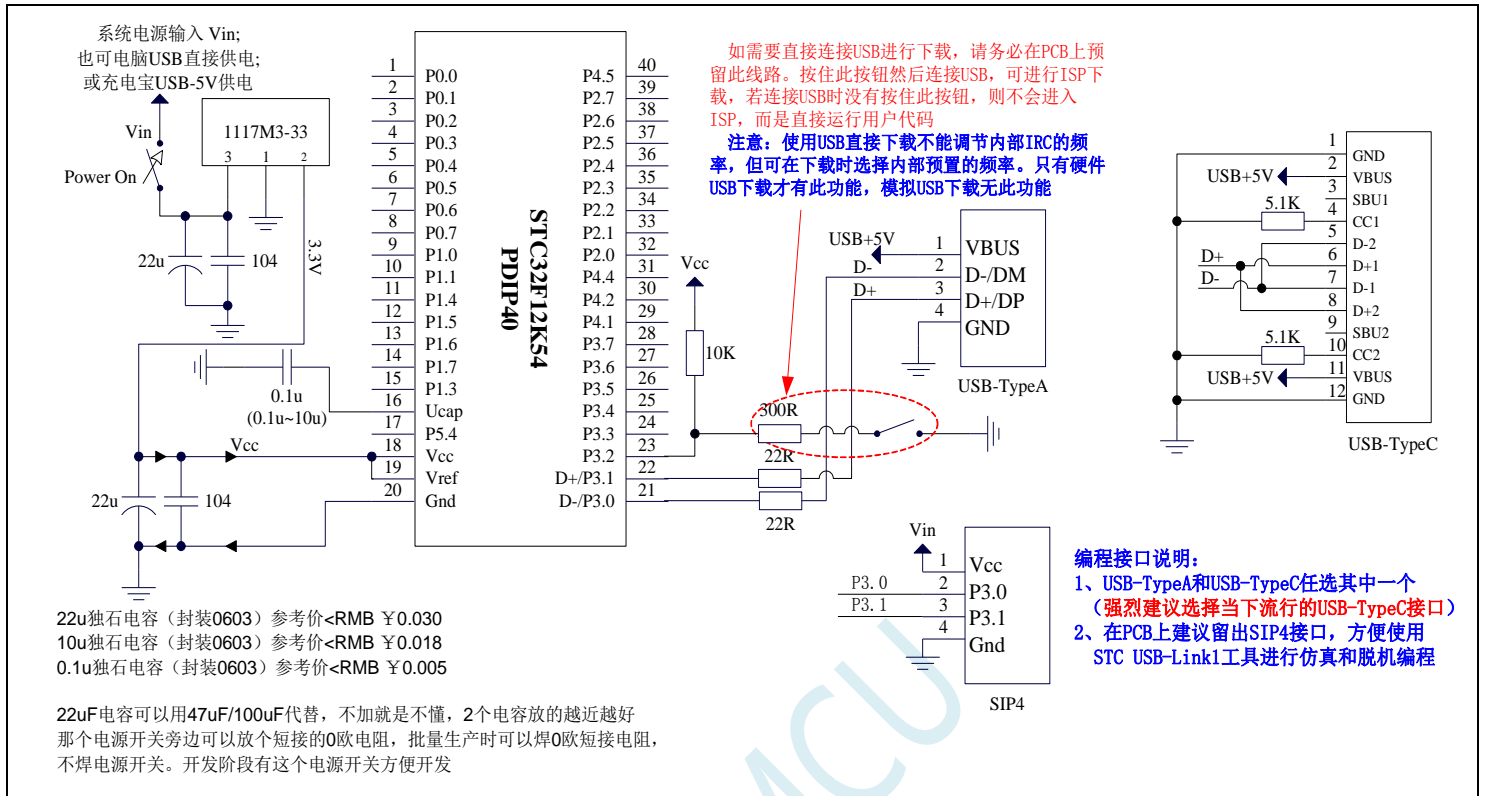 系统电源输入 Vin;
也可电脑USB直接供电;
或充电宝USB-5V供电
Vin
Power On
1117M3-33
3 1 2
22u
104
3.3V
0.1u
(0.1u~10u)
Vcc
22u
104
STC32F12K54
PDIP40
1 P0.0
2 P0.1
3 P0.2
4 P0.3
5 P0.4
6 P0.5
7 P0.6
8 P0.7
9 P1.0
10 P1.1
11 P1.4
12 P1.5
13 P1.6
14 P1.7
15 P1.3
16 Ucap
17 P5.4
18 Vcc
19 Vref
20 Gnd
P4.5 40
P2.7 39
P2.6 38
P2.5 37
P2.4 36
P2.3 35
P2.2 34
P2.1 33
P2.0 32
P4.4 31
P4.2 30
P4.1 29
P3.7 28
P3.6 27
P3.5 26
P3.4 25
P3.3 24
P3.2 23
D+/P3.1 22
D-/P3.0 21
如需要直接连接USB进行下载，请务必在PCB上预
留此线路。按住此按钮然后连接USB，可进行ISP下
载，若连接USB时没有按住此按钮，则不会进入
ISP，而是直接运行用户代码
注意：使用USB直接下载不能调节内部IRC的频
率，但可在下载时选择内部预置的频率。只有硬件
USB下载才有此功能，模拟USB下载无此功能
Vcc
10K
300R
22R
22R
USB+5V
D-
D+
1 VBUS
2 D-/DM
3 D+/DP
4 GND
USB-TypeA
USB+5V
5.1K
D+
D-
5.1K
USB+5V
1 GND
2 VBUS
3 SBU1
4 CC1
5 D-2
6 D+1
7 D-1
8 D+2
9 SBU2
10 CC2
11 VBUS
12 GND
USB-TypeC
Vin
P3.0
P3.1
1 Vcc
2 P3.0
3 P3.1
4 Gnd
SIP4
编程接口说明：
1、USB-TypeA和USB-TypeC任选其中一个
（强烈建议选择当下流行的USB-TypeC接口）
2、在PCB上建议留出SIP4接口，方便使用
STC USB-Link1工具进行仿真和脱机编程
22u独石电容（封装0603）参考价<RMB ￥0.030
10u独石电容（封装0603）参考价<RMB ￥0.018
0.1u独石电容（封装0603）参考价<RMB ￥0.005
22uF电容可以用47uF/100uF代替，不加就是不懂，2个电容放的越近越好
那个电源开关旁边可以放个短接的0欧电阻，批量生产时可以焊0欧短接电阻，
不焊电源开关。开发阶段有这个电源开关方便开发
MCU